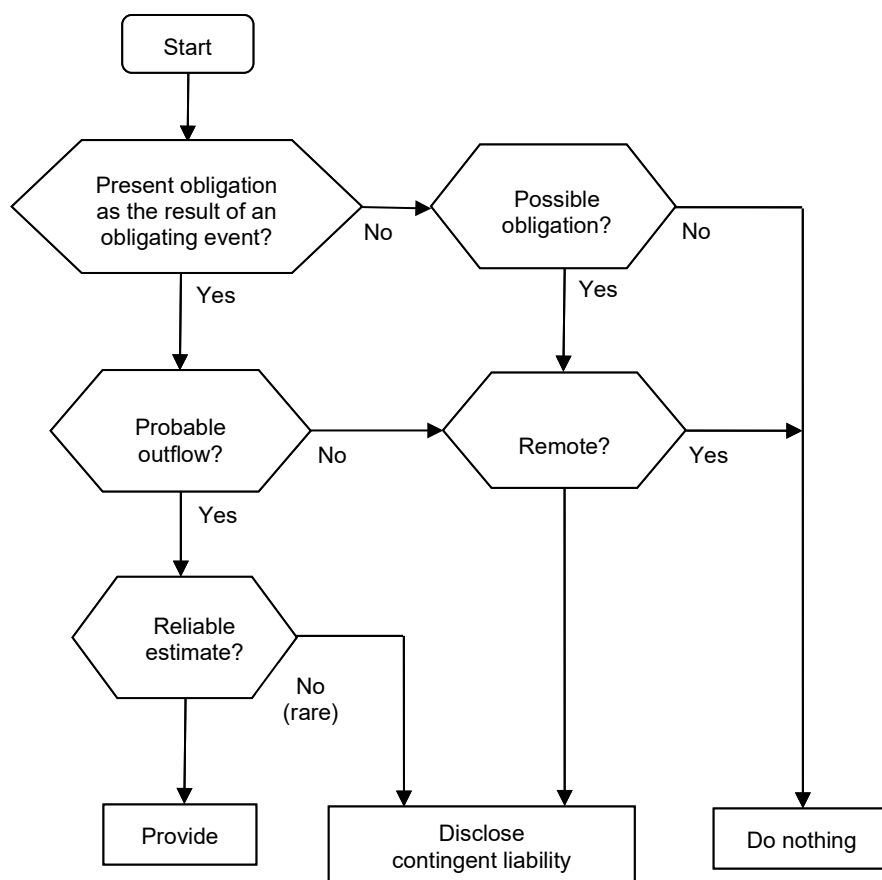 Start
Present obligation
as the result of an
obligating event?
No
Possible
obligation?
No
Yes
Yes
Probable
outflow?
No
Remote?
Yes
Yes
Reliable
estimate?
No
(rare)
Provide
Disclose
contingent liability
Do nothing